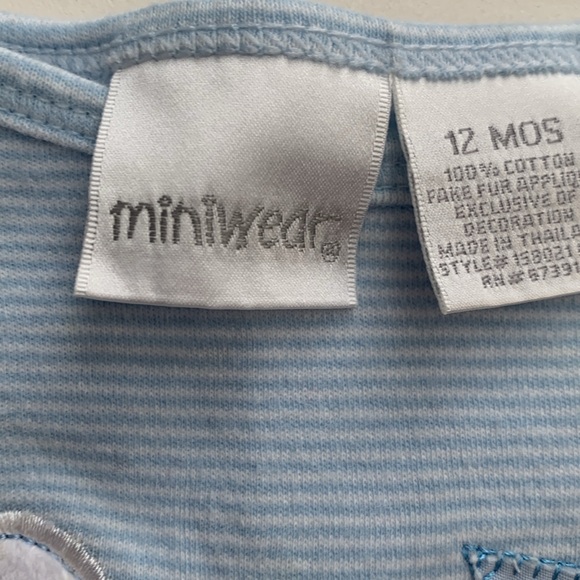 miniwear®
12 MOS
100% COTTON
FAKE FUR
EXCLUSIVE OF
DECORATION
MADE IN
STYLE#
RN#